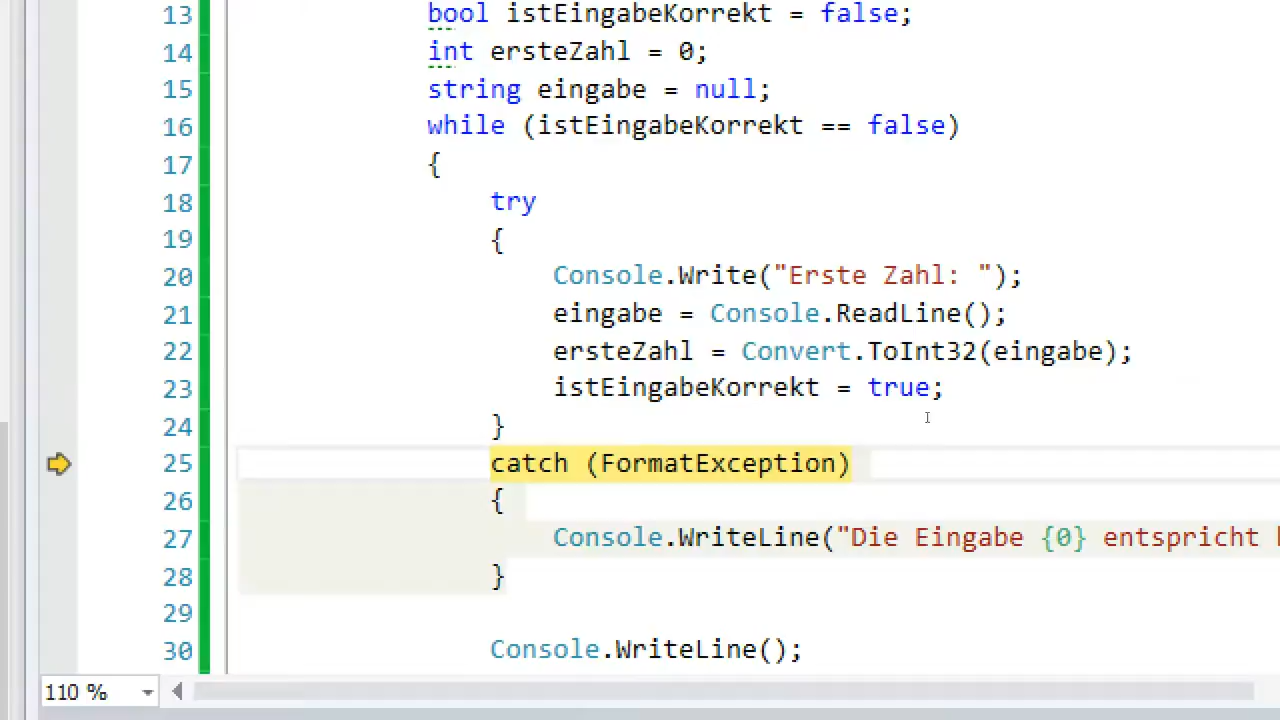 13 bool istEingabeKorrekt = false;
14 int ersteZahl = 0;
15 string eingabe = null;
16 while (istEingabeKorrekt == false)
17 {
18 try
19 {
20 Console.Write("Erste Zahl: ");
21 eingabe = Console.ReadLine();
22 ersteZahl = Convert.ToInt32(eingabe);
23 istEingabeKorrekt = true;
24 }
25 catch (FormatException)
26 {
27 Console.WriteLine("Die Eingabe {0} entspricht
28 }
29
30 Console.WriteLine();
110 %